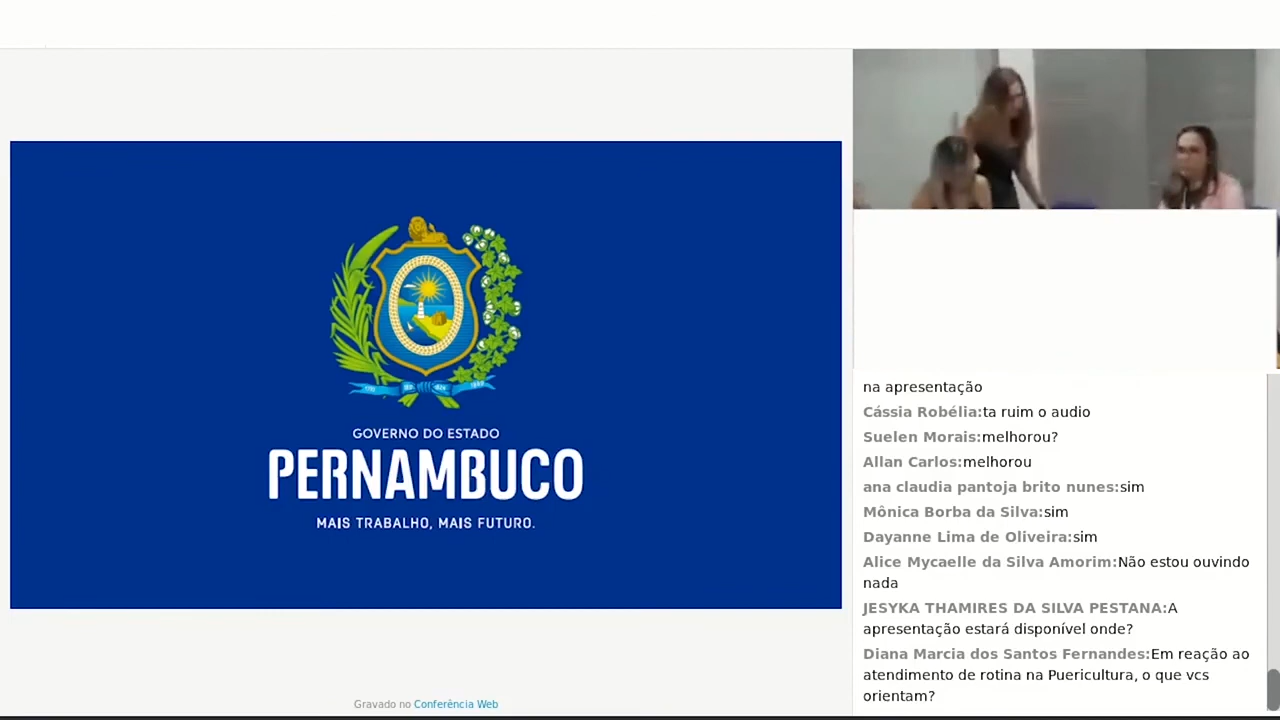 GOVERNO DO ESTADO
PERNAMBUCO
MAIS TRABALHO, MAIS FUTURO.
Gravado no Conferência Web
na apresentação
Cássia Robélia:ta ruim o audio
Suelen Morais:melhorou?
Allan Carlos:melhorou
ana claudia pantoja brito nunes:sim
Mônica Borba da Silva:sim
Dayanne Lima de Oliveira:sim
Alice Mycaelle da Silva Amorim:Não estou ouvindo
nada
JESYKA THAMIRES DA SILVA PESTANA:A
apresentação estará disponível onde?
Diana Marcia dos Santos Fernandes:Em reação ao
atendimento de rotina na Puericultura, o que vcs
orientam?